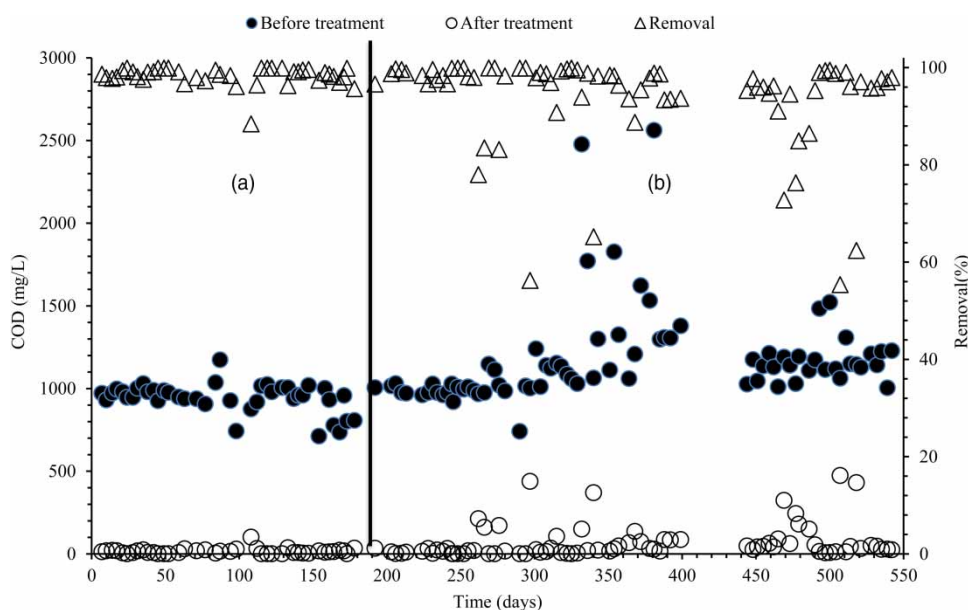 Before treatment After treatment Removal
3000
2500
2000
1500
1000
500
0
COD (mg/L)
(a) (b)
100
80
60
40
20
0
Removal(%)
0 50 100 150 200 250 300 350 400 450 500 550
Time (days)